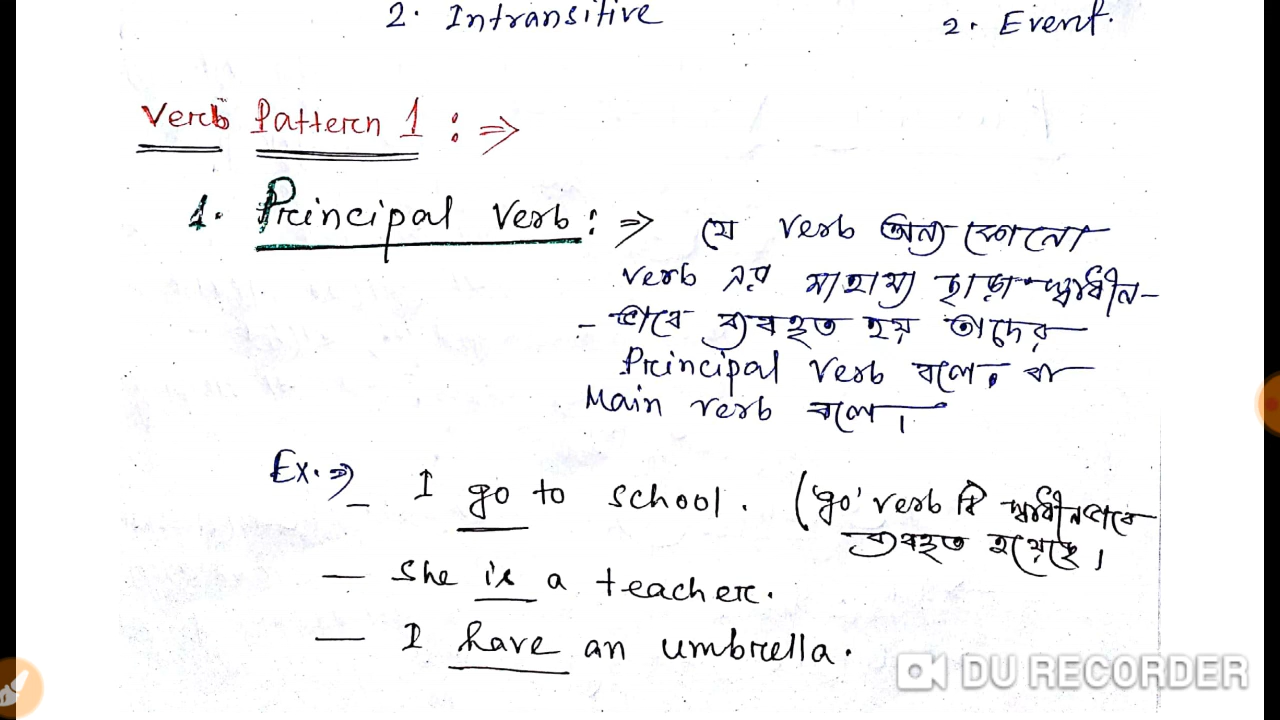 2. Intransitive 2. Event.
Verb Pattern 1 : ⇒
1. Principal Verb : ⇒ যে verb অন্য কোনো
verb এর সাহায্য ছাড়া স্বাধীন-
- ভাবে ব্যবহৃত হয় তাদের
Principal Verb বলে. বা
Main verb বলে।
Ex. ⇒
– I go to school. ('go' verb টি স্বাধীনভাবে
ব্যবহৃত হয়েছে।
— She is a teacher.
— I have an umbrella.
DU RECORDER